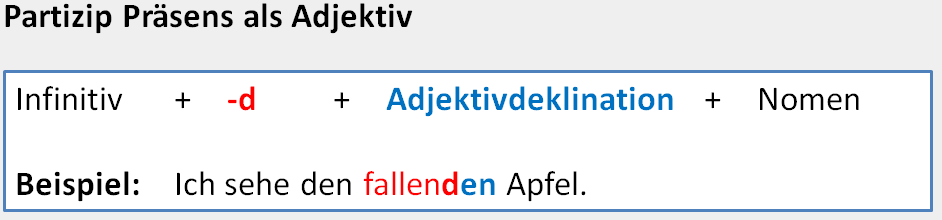 Partizip Präsens als Adjektiv
Infinitiv + -d + Adjektivdeklination + Nomen
Beispiel: Ich sehe den fallenden Apfel.